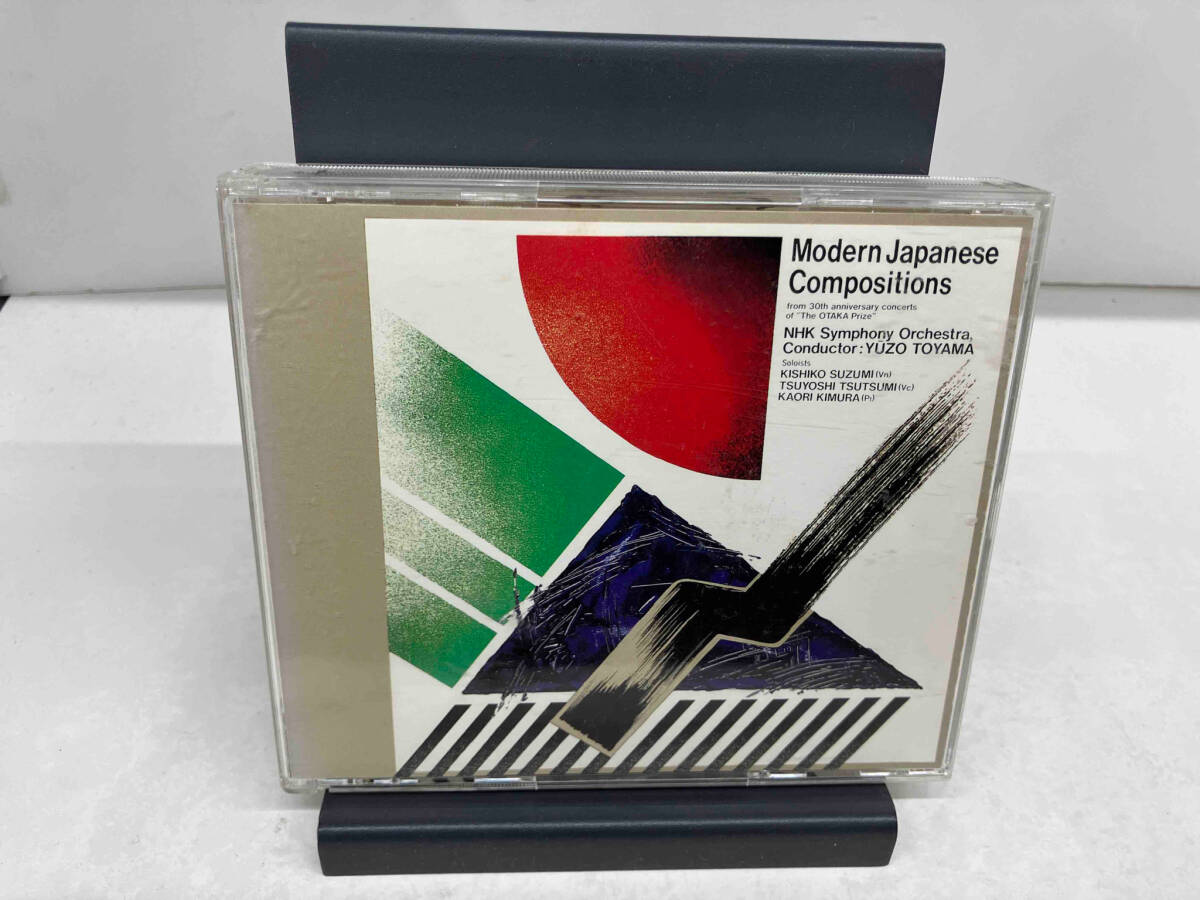 Modern Japanese
Compositions
from 30th anniversary concerts
of "The OTAKA Prize"
NHK Symphony Orchestra,
Conductor: YŪZO TOYAMA
Soloists
KISHIKO SUZUMI (Vn)
TSUYOSHI TSUTSUMI (Vc)
KAORI KIMURA (Pf)